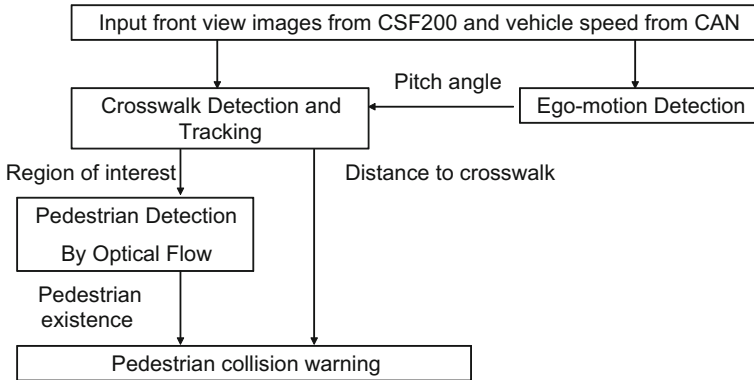 Input front view images from CSF200 and vehicle speed from CAN
Pitch angle
Crosswalk Detection and
Tracking
Ego-motion Detection
Region of interest
Distance to crosswalk
Pedestrian Detection
By Optical Flow
Pedestrian
existence
Pedestrian collision warning